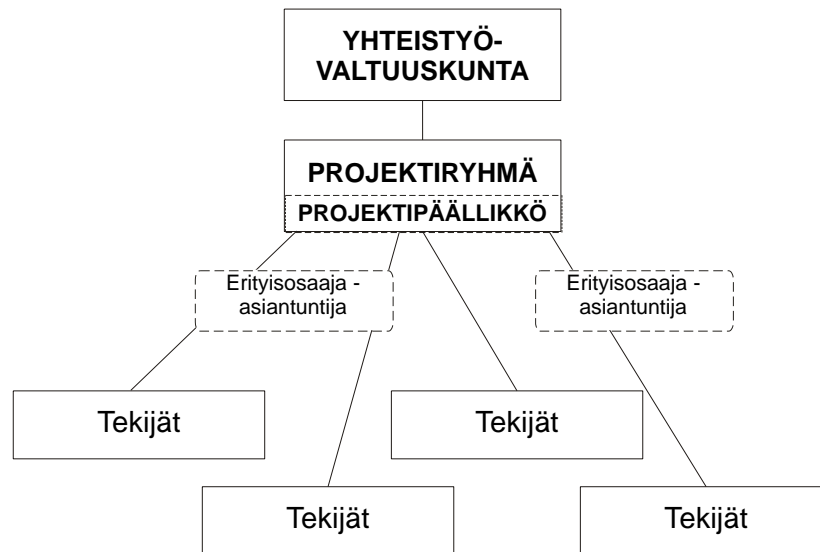 YHTEISTYÖ-
VALTUUSKUNTA
PROJEKTIRYHMÄ
PROJEKTIPÄÄLLIKKÖ
Erityisosaaja -
asiantuntija
Erityisosaaja -
asiantuntija
Tekijät
Tekijät
Tekijät
Tekijät